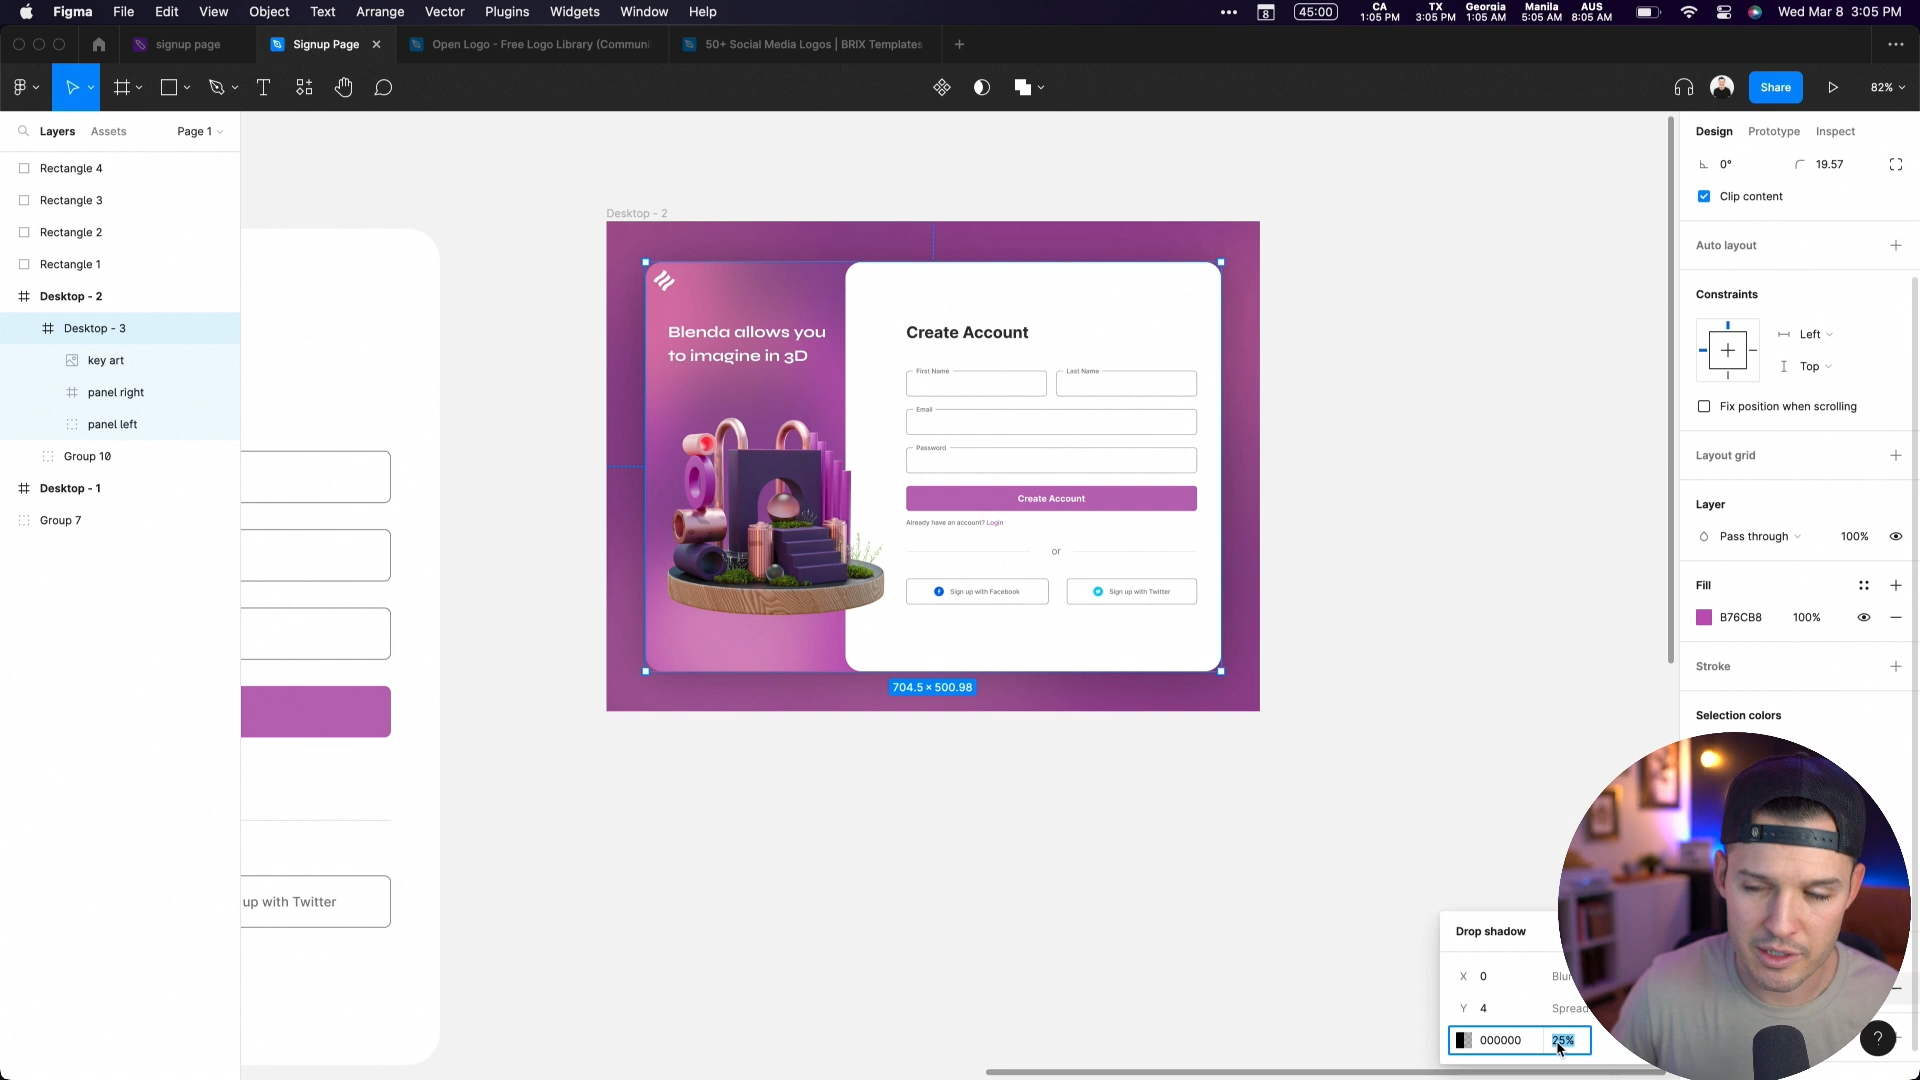 Figma File Edit View Object Text Arrange Vector Plugins Widgets Window Help
8 45:00 CA 1:05 PM TX 3:05 PM Georgia 1:05 AM Manila 5:05 AM AUS 8:05 AM Wed Mar 8 3:05 PM
signup page Signup Page Open Logo - Free Logo Library (Commun 50+ Social Media Logos | BRIX Templates
Share 82%
Layers Assets Page 1
Rectangle 4
Rectangle 3
Rectangle 2
Rectangle 1
Desktop - 2
Desktop - 3
key art
panel right
panel left
Group 10
Desktop - 1
Group 7
up with Twitter
Desktop - 2
Blenda allows you
to imagine in 3D
Create Account
First Name Last Name
Email
Password
Create Account
Already have an account? Login
or
Sign up with Facebook Sign up with Twitter
704.5 × 500.98
Design Prototype Inspect
0° 19.57
Clip content
Auto layout
Constraints
Left
Top
Fix position when scrolling
Layout grid
Layer
Pass through 100%
Fill
B76CB8 100%
Stroke
Selection colors
Drop shadow
X 0
Y 4 Spread
000000 25%
?